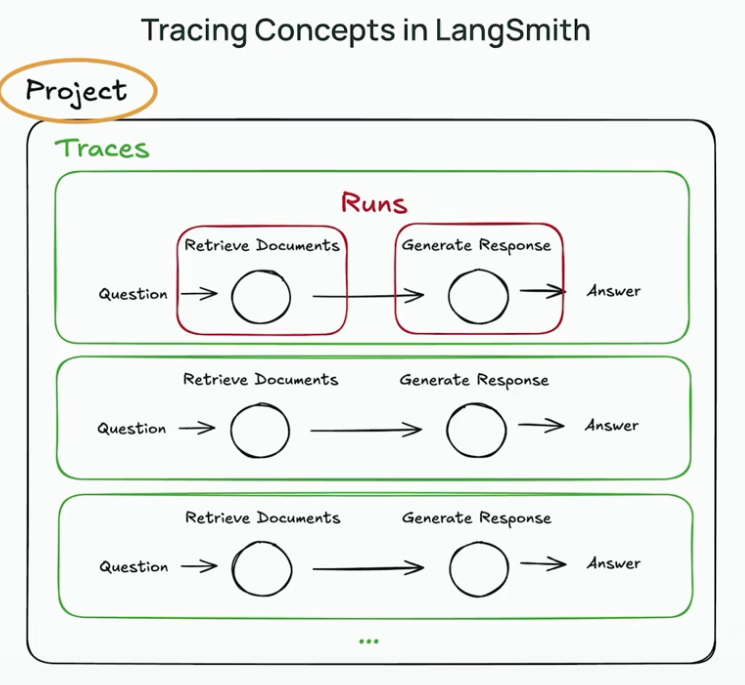 Tracing Concepts in LangSmith
Project
Traces
Runs
Retrieve Documents Generate Response
Question Answer
Retrieve Documents Generate Response
Question Answer
Retrieve Documents Generate Response
Question Answer
...